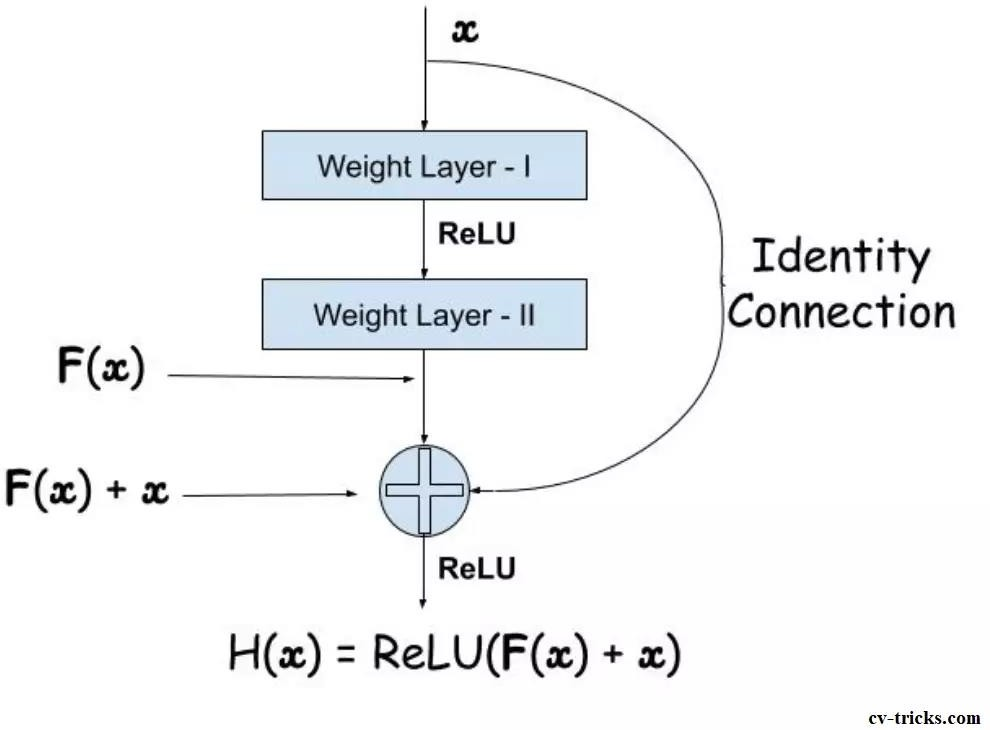 x
Weight Layer - I
ReLU
Identity
Connection
Weight Layer - II
F(x)
F(x) + x
ReLU
H(x) = ReLU(F(x) + x)
cv-tricks.com